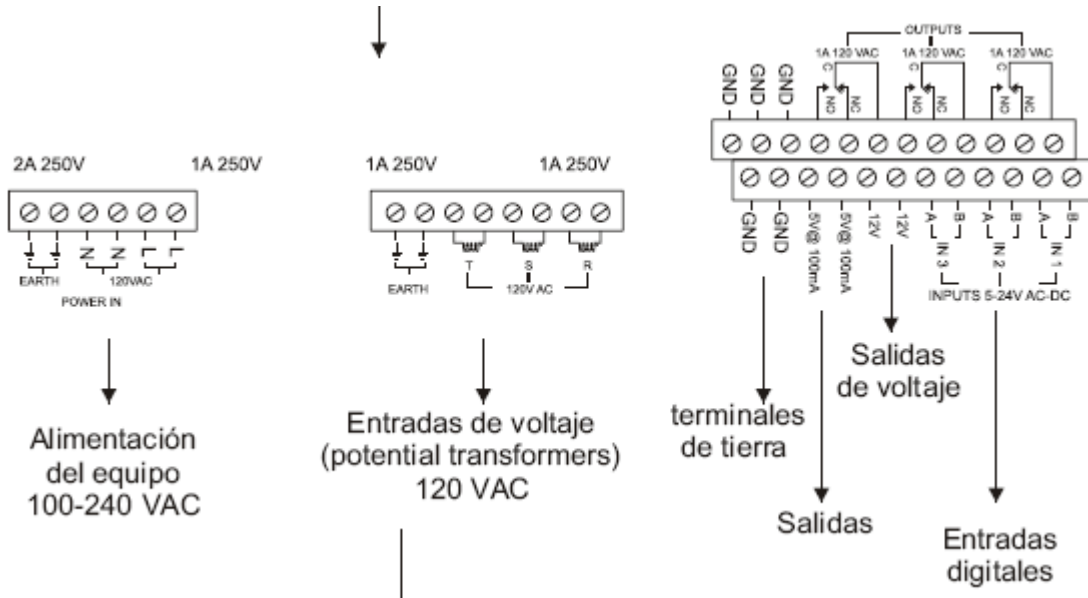 2A 250V
1A 250V
EARTH
N
N
L
L
120VAC
POWER IN
Alimentación
del equipo
100-240 VAC
1A 250V
1A 250V
EARTH
T
S
R
120V AC
Entradas de voltaje
(potential transformers)
120 VAC
OUTPUTS
1A 120 VAC
1A 120 VAC
1A 120 VAC
GND
GND
GND
C
NO
NC
C
NO
NC
C
NO
NC
GND
GND
5V@ 100mA
5V@ 100mA
12V
12V
A
B
A
B
A
B
IN 3
IN 2
IN 1
INPUTS 5-24V AC-DC
terminales
de tierra
Salidas
Salidas
de voltaje
Entradas
digitales